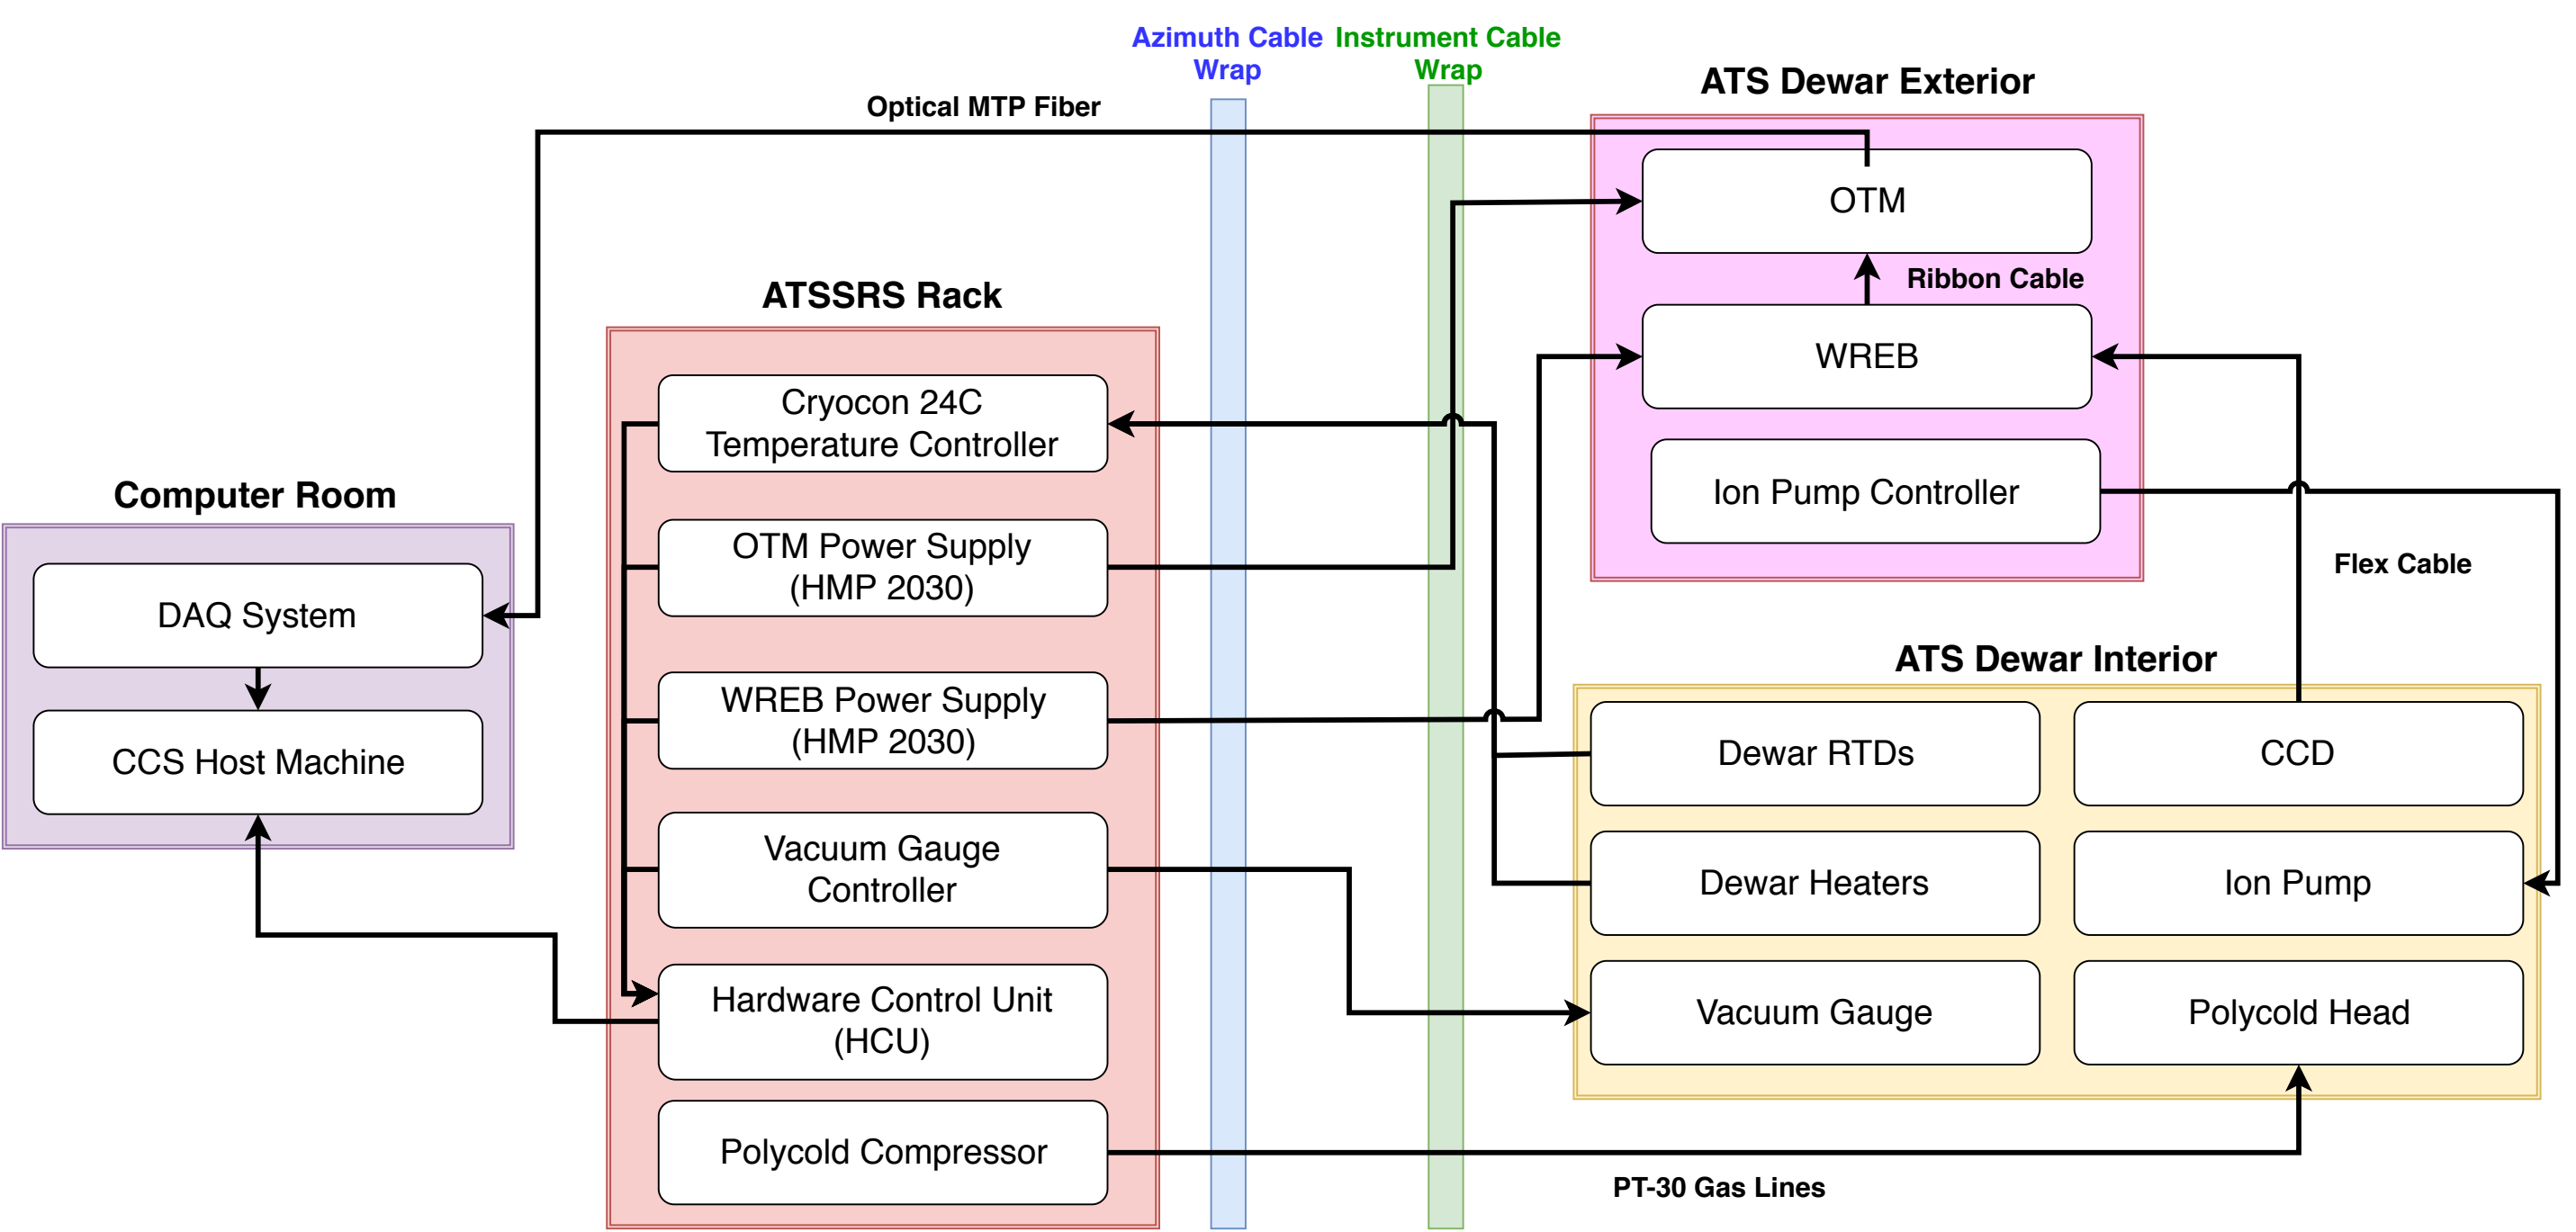 Azimuth Cable
Wrap
Instrument Cable
Wrap
Optical MTP Fiber
ATS Dewar Exterior
OTM
Ribbon Cable
WREB
Ion Pump Controller
Flex Cable
ATSSRS Rack
Cryocon 24C
Temperature Controller
OTM Power Supply
(HMP 2030)
WREB Power Supply
(HMP 2030)
Vacuum Gauge
Controller
Hardware Control Unit
(HCU)
Polycold Compressor
Computer Room
DAQ System
CCS Host Machine
ATS Dewar Interior
Dewar RTDs
CCD
Dewar Heaters
Ion Pump
Vacuum Gauge
Polycold Head
PT-30 Gas Lines